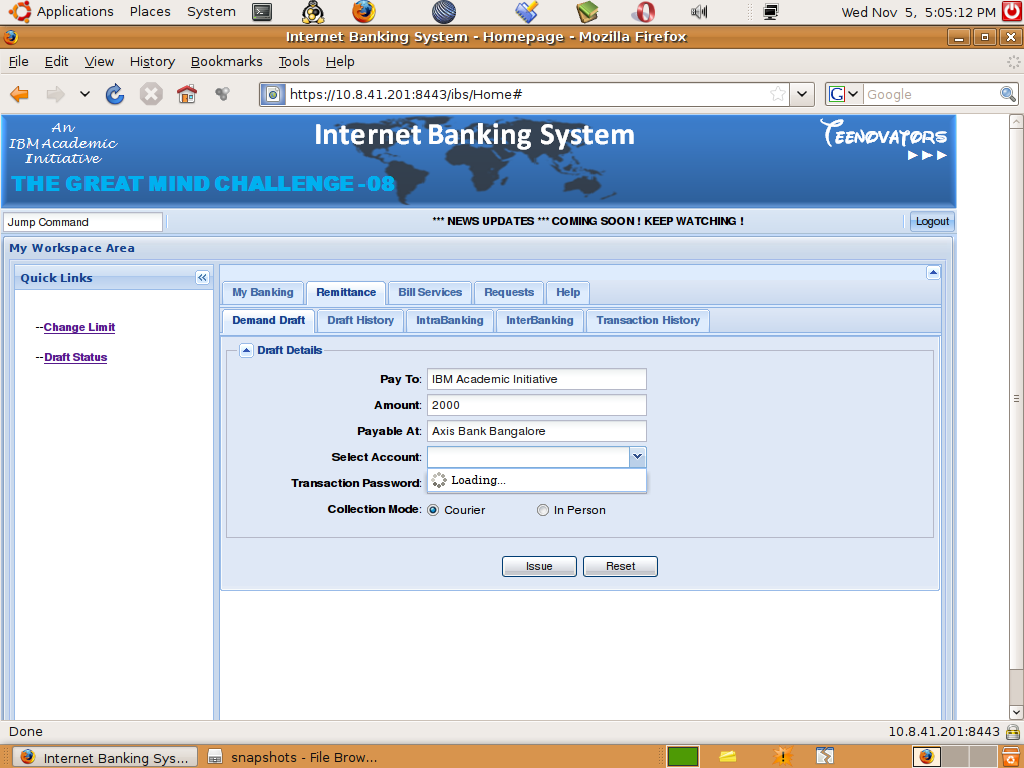 Applications Places System Wed Nov 5, 5:05:12 PM
Internet Banking System - Homepage - Mozilla Firefox
File Edit View History Bookmarks Tools Help
https://10.8.41.201:8443/ibs/Home# G Google
An
IBM Academic
Initiative
Internet Banking System
TEENOVATORS
THE GREAT MIND CHALLENGE -08
Jump Command *** NEWS UPDATES *** COMING SOON ! KEEP WATCHING ! Logout
My Workspace Area
Quick Links
--Change Limit
--Draft Status
My Banking Remittance Bill Services Requests Help
Demand Draft Draft History IntraBanking InterBanking Transaction History
Draft Details
Pay To: IBM Academic Initiative
Amount: 2000
Payable At: Axis Bank Bangalore
Select Account:
Transaction Password: Loading...
Collection Mode: Courier In Person
Issue Reset
Done 10.8.41.201:8443
Internet Banking Sys... snapshots - File Brow...